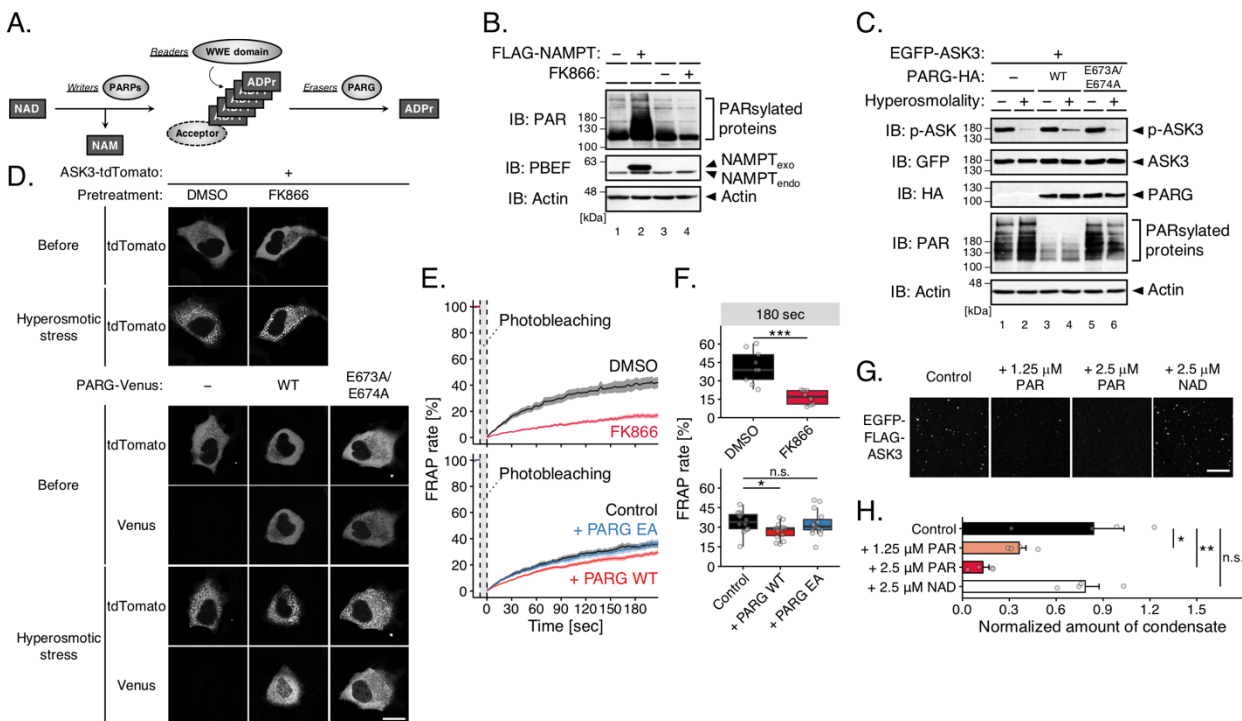 A.
Readers
WWE domain
Writers
PARPs
ADPr
Erasers
PARG
NAD
ADPr
Acceptor
NAM
B.
FLAG-NAMPT: – +
FK866: – +
IB: PAR
180
130
100
PARsylated
proteins
IB: PBEF
63
NAMPTexo
NAMPTendo
IB: Actin
48
Actin
[kDa]
1 2 3 4
C.
EGFP-ASK3: +
PARG-HA: – WT E673A/
E674A
Hyperosmolality: – + – + – +
IB: p-ASK
180
130
p-ASK3
IB: GFP
180
130
ASK3
IB: HA
130
100
PARG
IB: PAR
180
130
100
PARsylated
proteins
IB: Actin
48
Actin
[kDa]
1 2 3 4 5 6
D.
ASK3-tdTomato: +
Pretreatment: DMSO FK866
Before tdTomato
Hyperosmotic
stress
tdTomato
PARG-Venus: – WT E673A/
E674A
Before
tdTomato
Venus
Hyperosmotic
stress
tdTomato
Venus
E.
FRAP rate [%]
100
80
60
40
20
0
Photobleaching
DMSO
FK866
100
80
60
40
20
0
Photobleaching
Control
+ PARG EA
+ PARG WT
0 30 60 90 120 150 180
Time [sec]
F.
180 sec
FRAP rate [%]
60
45
30
15
0
***
DMSO
FK866
60
45
30
15
0
n.s.
*
Control
+ PARG WT
+ PARG EA
G.
Control
+ 1.25 μM
PAR
+ 2.5 μM
PAR
+ 2.5 μM
NAD
EGFP-
FLAG-
ASK3
H.
Control
+ 1.25 μM PAR
+ 2.5 μM PAR
+ 2.5 μM NAD
* ** n.s.
0.0 0.3 0.6 0.9 1.2 1.5
Normalized amount of condensate